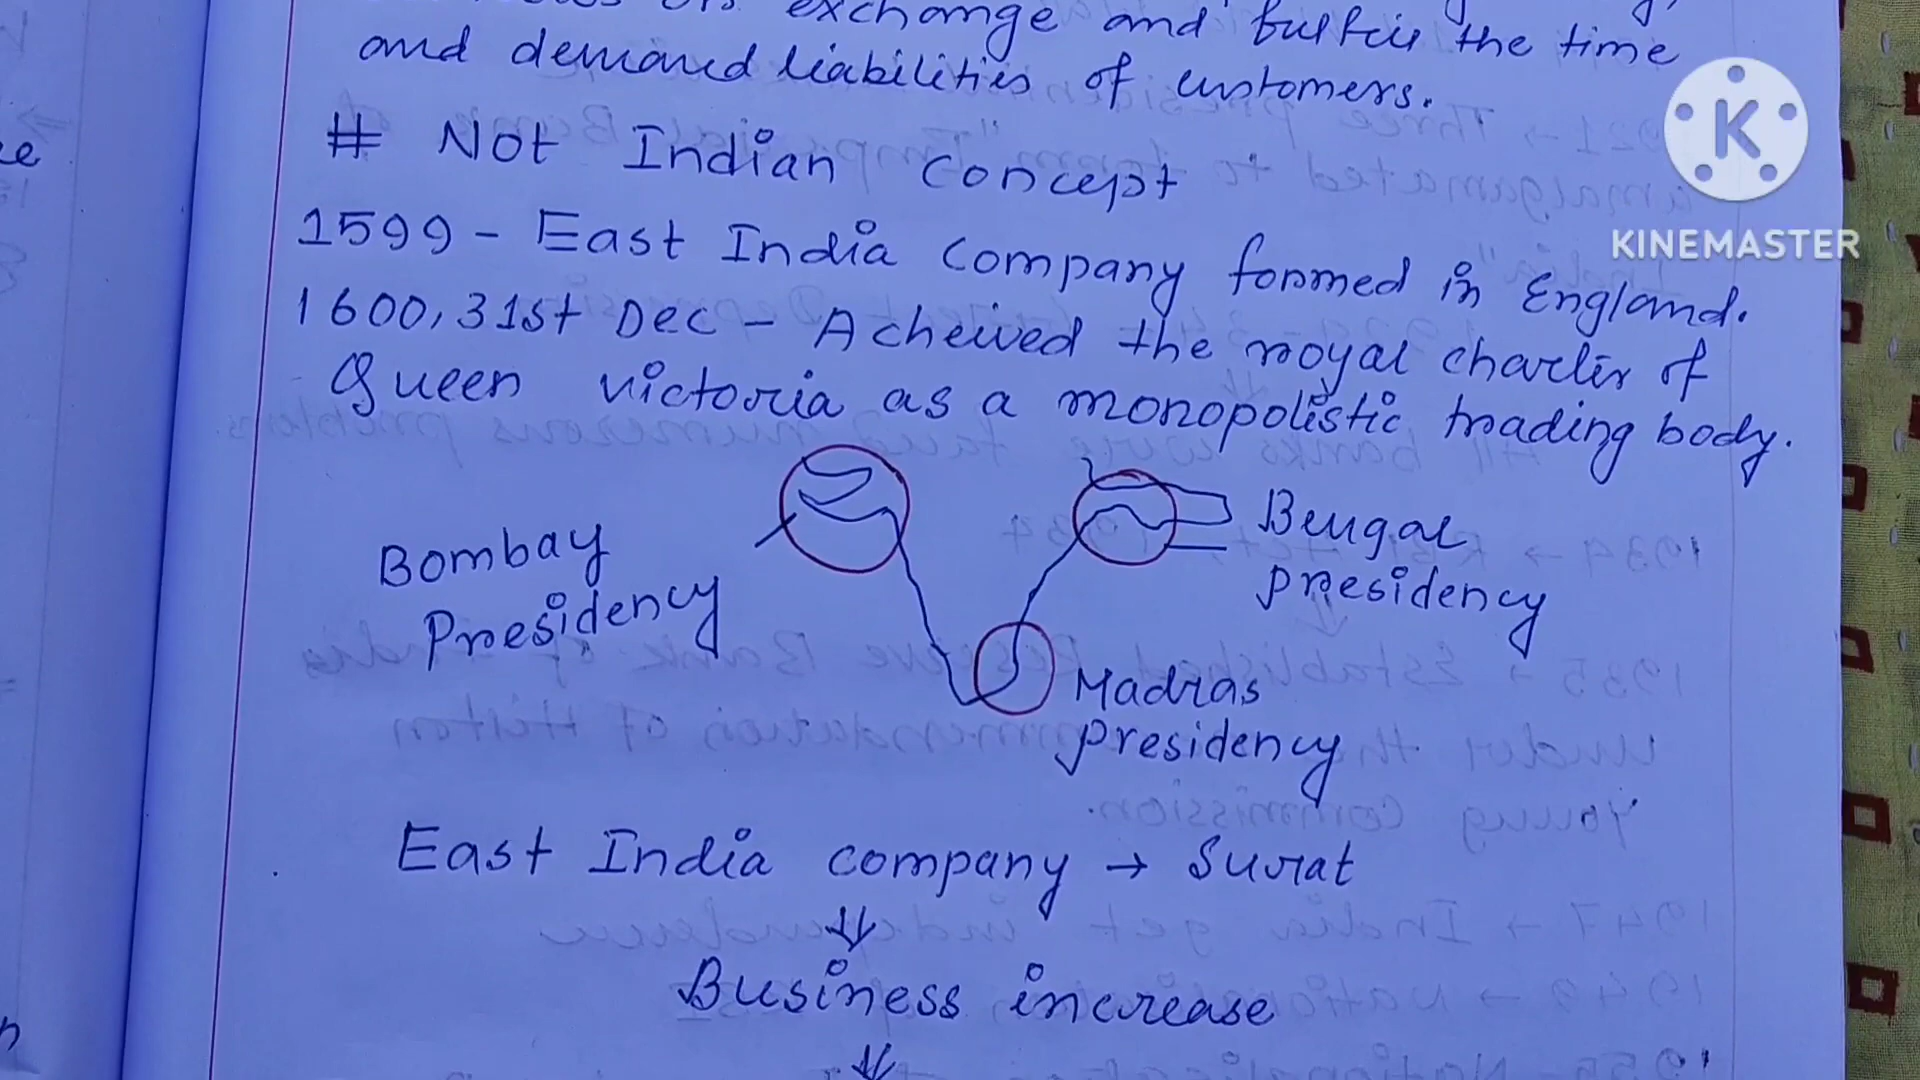 exchange and fulfill the time
and demand liabilities of customers.
# Not Indian Concept
1599 - East India Company formed in England.
1600, 31st Dec - Acheived the royal charter of
Queen victoria as a monopolistic trading body.
Bombay
Presidency
Bengal
presidency
Madras
presidency
East India company → Surat
Business increase
K
KINEMASTER